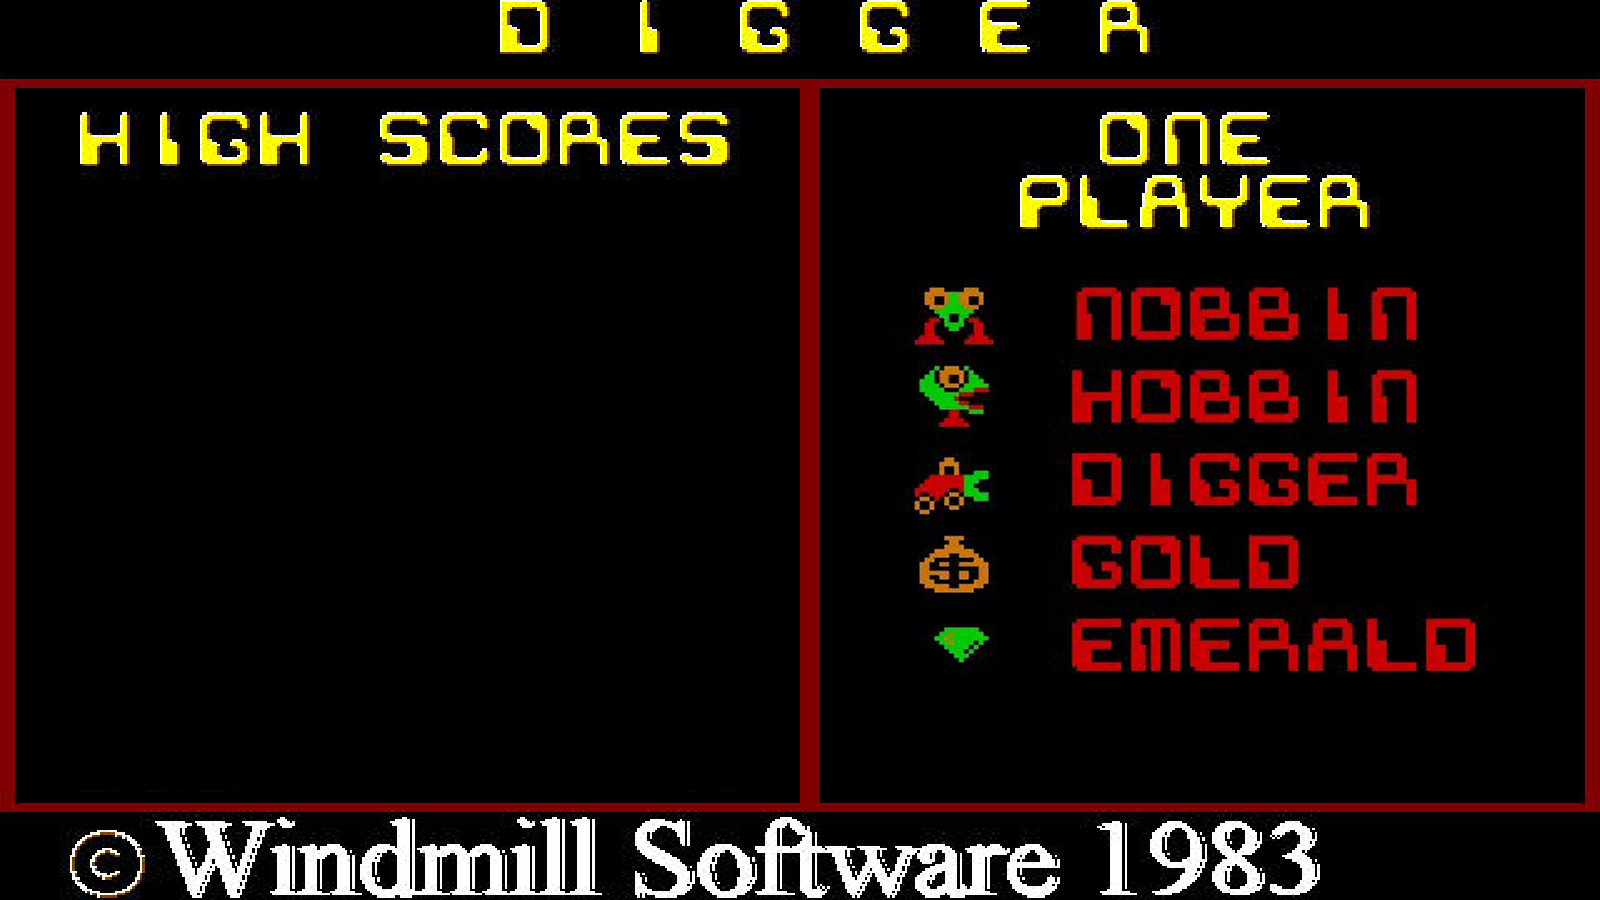 D I G G E R
HIGH SCORES
ONE
PLAYER
NOBBIN
HOBBIN
DIGGER
GOLD
EMERALD
© Windmill Software 1983